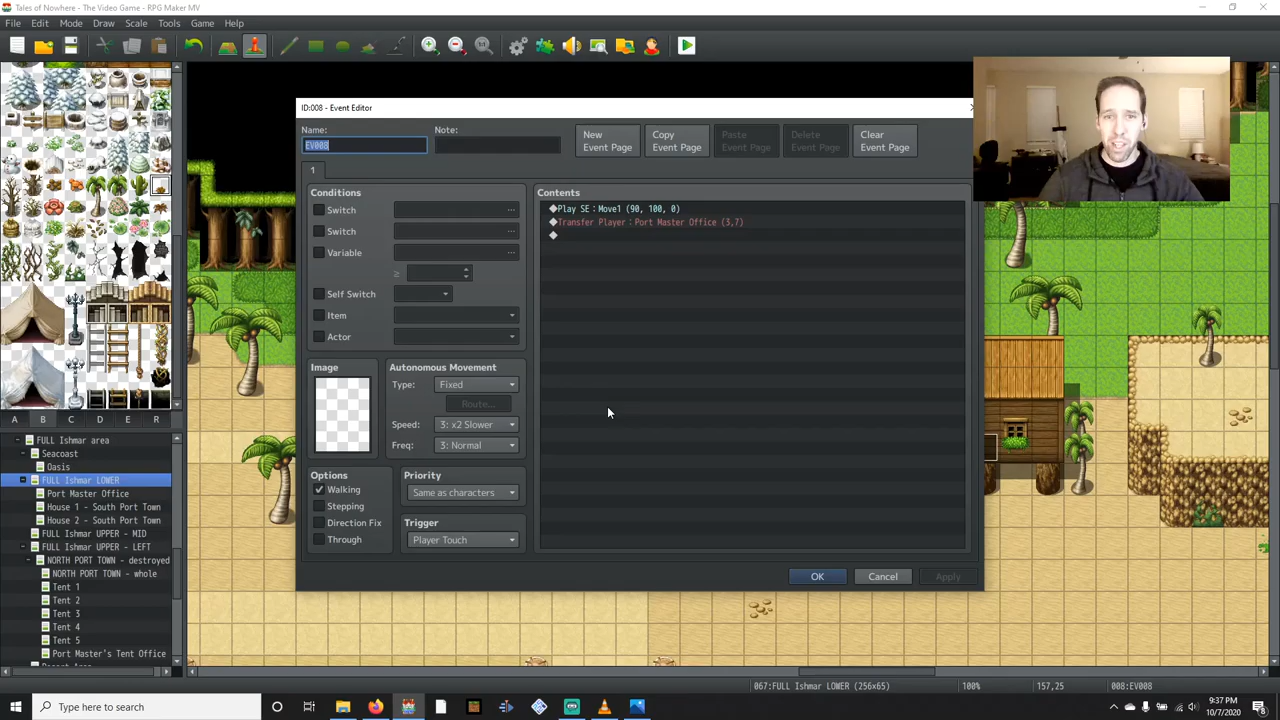 Tales of Nowhere - The Video Game - RPG Maker MV
File Edit Mode Draw Scale Tools Game Help
ID:008 - Event Editor
Name:
Note:
EV008
New Event Page
Copy Event Page
Paste Event Page
Delete Event Page
Clear Event Page
1
Conditions
Switch ...
Switch ...
Variable ...
≥
Self Switch
Item
Actor
Contents
◆Play SE：Move1 (90, 100, 0)
◆Transfer Player：Port Master Office (3,7)
◆
Image
Autonomous Movement
Type: Fixed
Route...
Speed: 3: x2 Slower
Freq: 3: Normal
Options
Walking
Stepping
Direction Fix
Through
Priority
Same as characters
Trigger
Player Touch
OK Cancel Apply
A B C D E R
FULL Ishmar area
Seacoast
Oasis
FULL Ishmar LOWER
Port Master Office
House 1 - South Port Town
House 2 - South Port Town
FULL Ishmar UPPER - MID
FULL Ishmar UPPER - LEFT
NORTH PORT TOWN - destroyed
NORTH PORT TOWN - whole
Tent 1
Tent 2
Tent 3
Tent 4
Tent 5
Port Master's Tent Office
067:FULL Ishmar LOWER (256x65) 100% 157,25 008:EV008
Type here to search
9:37 PM
10/7/2020